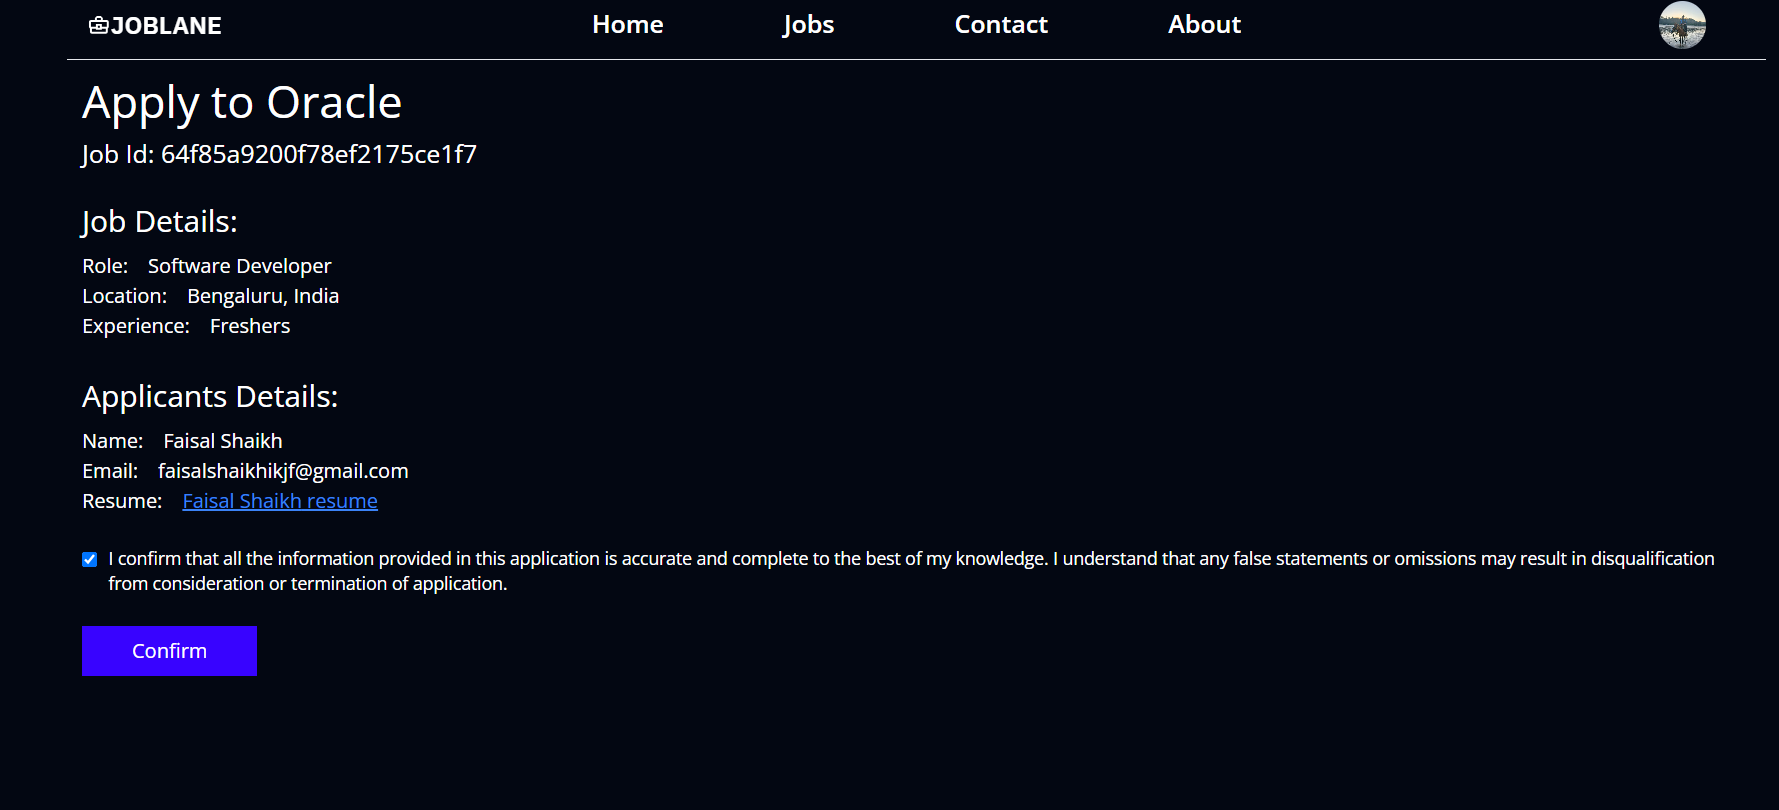 JOBLANE
Home
Jobs
Contact
About
Apply to Oracle
Job Id: 64f85a9200f78ef2175ce1f7
Job Details:
Role: Software Developer
Location: Bengaluru, India
Experience: Freshers
Applicants Details:
Name: Faisal Shaikh
Email: faisalshaikhikjf@gmail.com
Resume: Faisal Shaikh resume
I confirm that all the information provided in this application is accurate and complete to the best of my knowledge. I understand that any false statements or omissions may result in disqualification
from consideration or termination of application.
Confirm